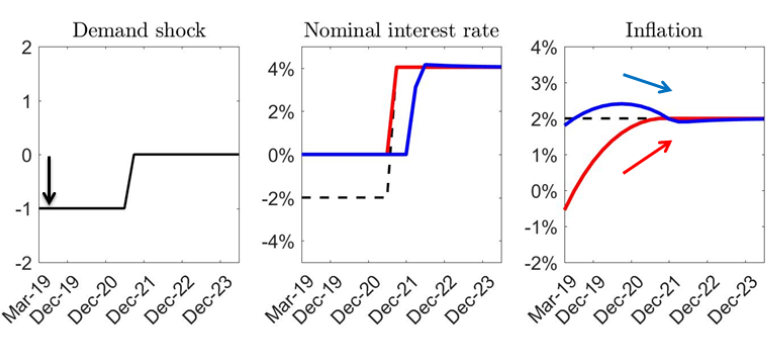 Demand shock
2
1
0
-1
-2
Mar-19
Dec-19
Dec-20
Dec-21
Dec-22
Dec-23
Nominal interest rate
4%
2%
0%
-2%
-4%
Mar-19
Dec-19
Dec-20
Dec-21
Dec-22
Dec-23
Inflation
4%
3%
2%
1%
0%
-1%
-2%
Mar-19
Dec-19
Dec-20
Dec-21
Dec-22
Dec-23